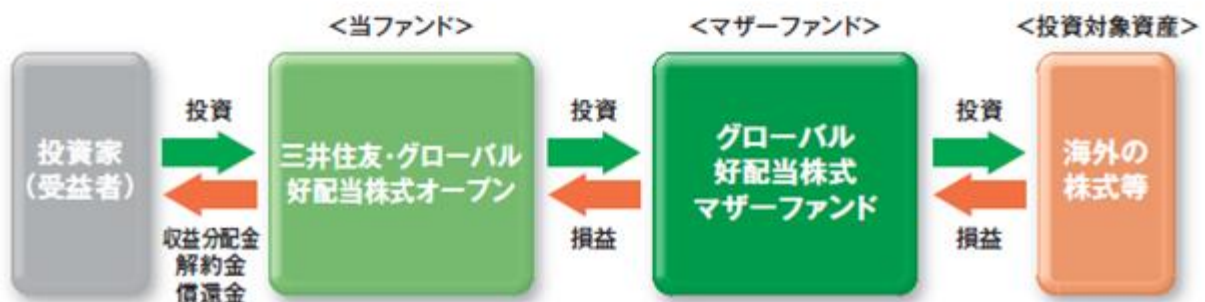 <当ファンド>
<マザーファンド>
<投資対象資産>
投資家
（受益者）
投資
収益分配金
解約金
償還金
三井住友・グローバル
好配当株式オープン
投資
損益
グローバル
好配当株式
マザーファンド
投資
損益
海外の
株式等